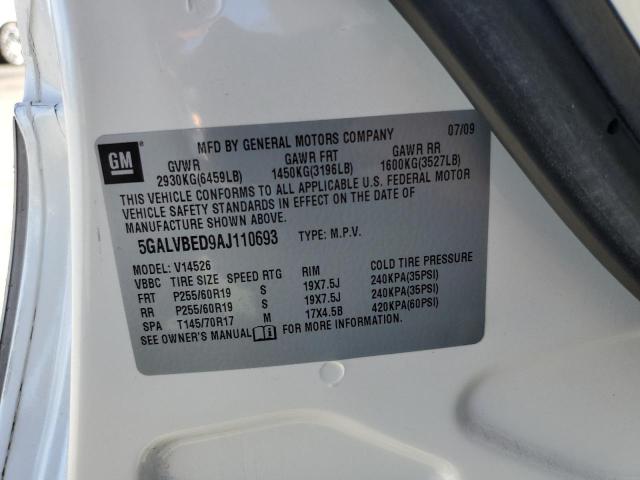 GM
MFD BY GENERAL MOTORS COMPANY 07/09
GVWR GAWR FRT GAWR RR
2930KG(6459LB) 1450KG(3196LB) 1600KG(3527LB)
THIS VEHICLE CONFORMS TO ALL APPLICABLE U.S. FEDERAL MOTOR
VEHICLE SAFETY STANDARDS IN EFFECT ON THE DATE OF
MANUFACTURE SHOWN ABOVE.
5GALVBED9AJ110693 TYPE: M.P.V.
MODEL: V14526
VBBC TIRE SIZE SPEED RTG RIM COLD TIRE PRESSURE
FRT P255/60R19 S 19X7.5J 240KPA(35PSI)
RR P255/60R19 S 19X7.5J 240KPA(35PSI)
SPA T145/70R17 M 17X4.5B 420KPA(60PSI)
SEE OWNER'S MANUAL FOR MORE INFORMATION.